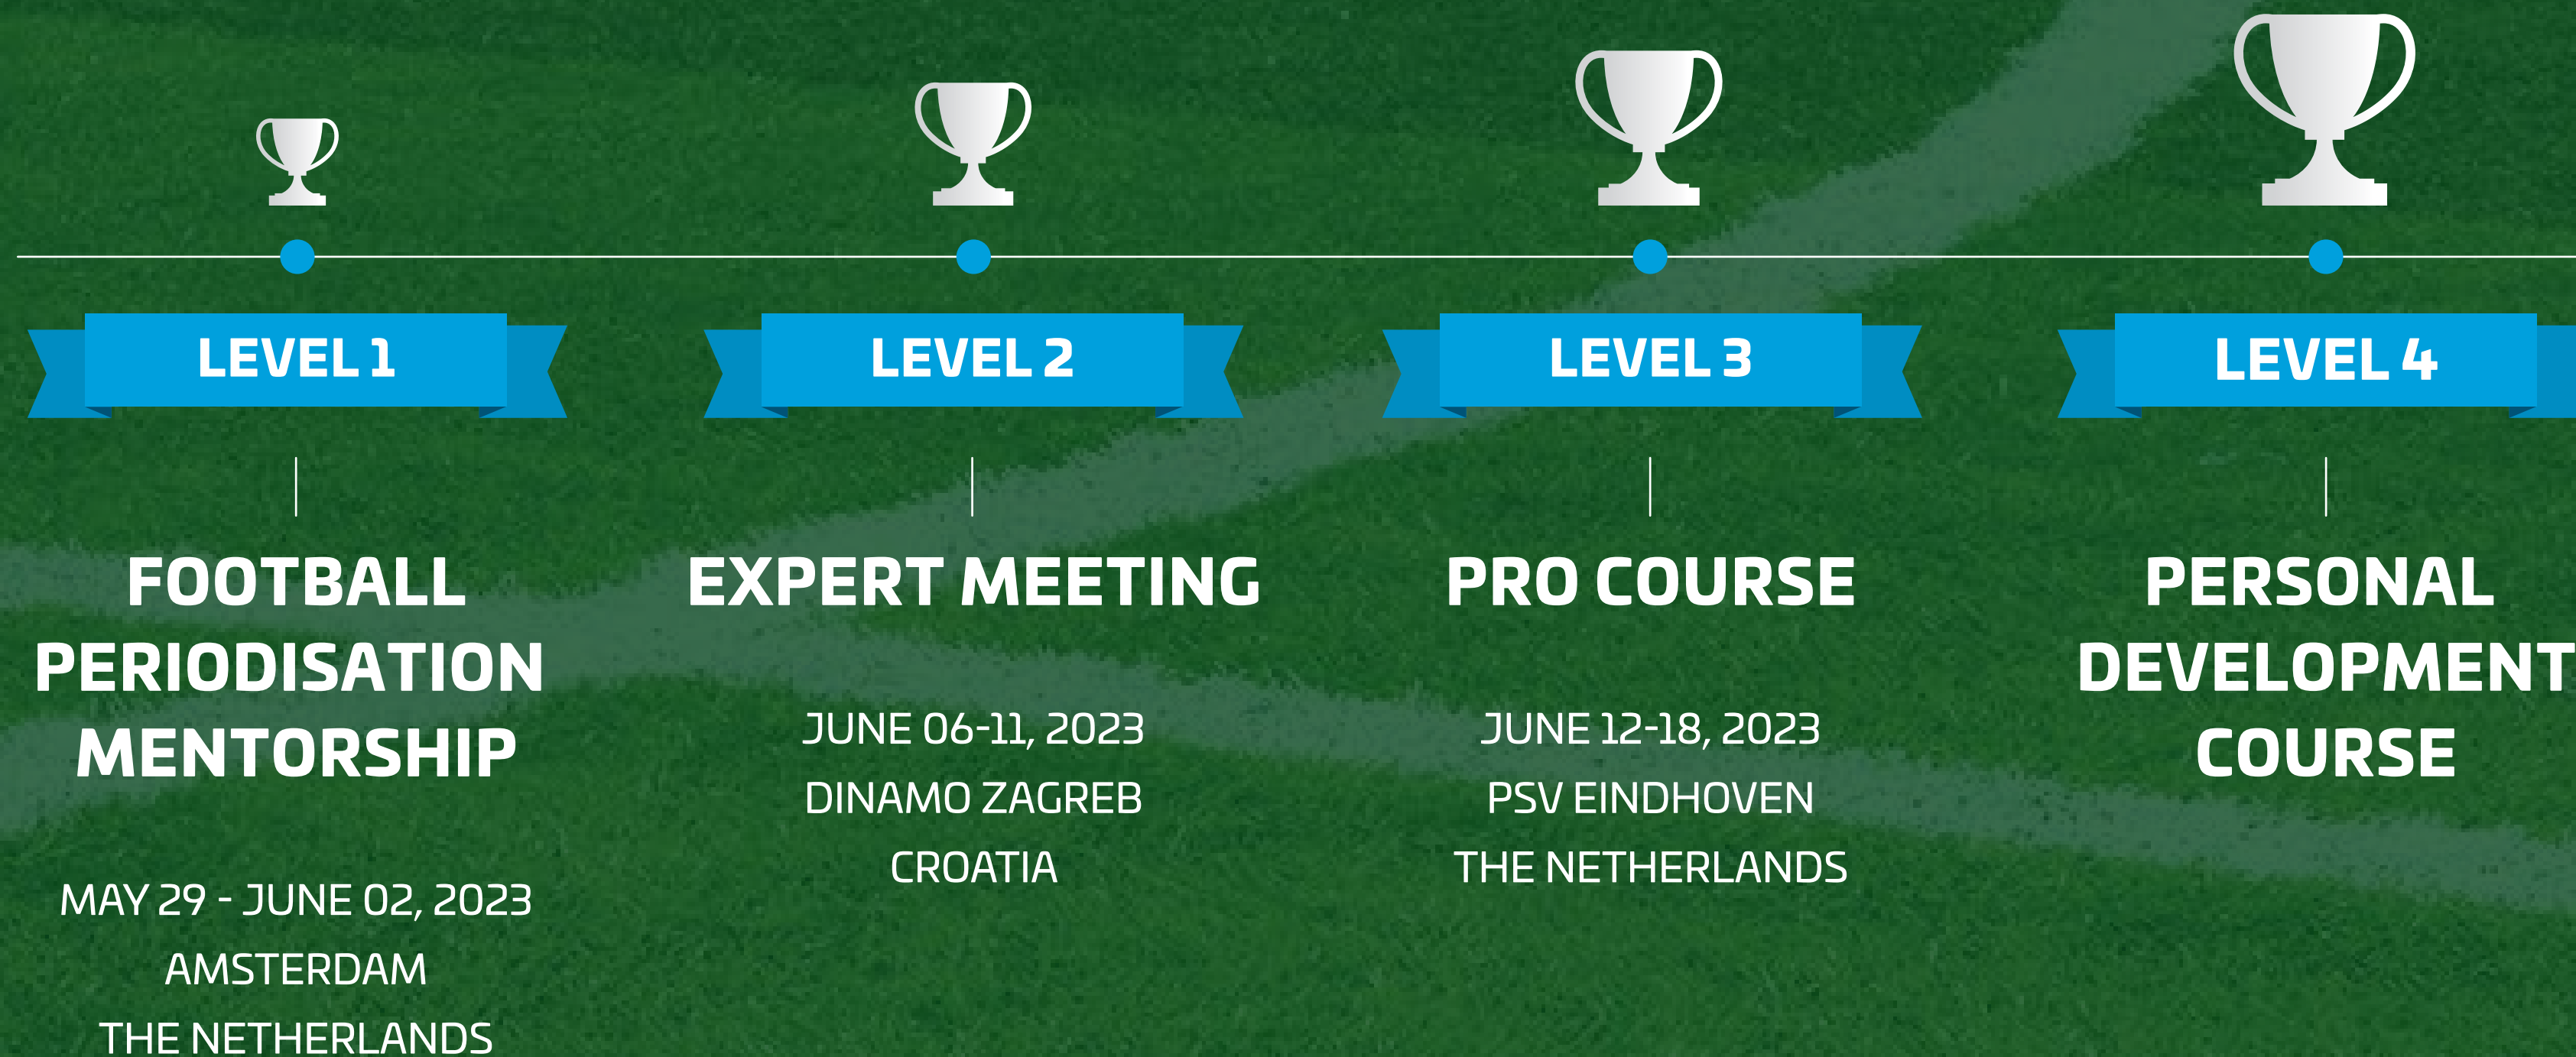 LEVEL 1
FOOTBALL
PERIODISATION
MENTORSHIP
MAY 29 - JUNE 02, 2023
AMSTERDAM
THE NETHERLANDS
LEVEL 2
EXPERT MEETING
JUNE 06-11, 2023
DINAMO ZAGREB
CROATIA
LEVEL 3
PRO COURSE
JUNE 12-18, 2023
PSV EINDHOVEN
THE NETHERLANDS
LEVEL 4
PERSONAL
DEVELOPMENT
COURSE